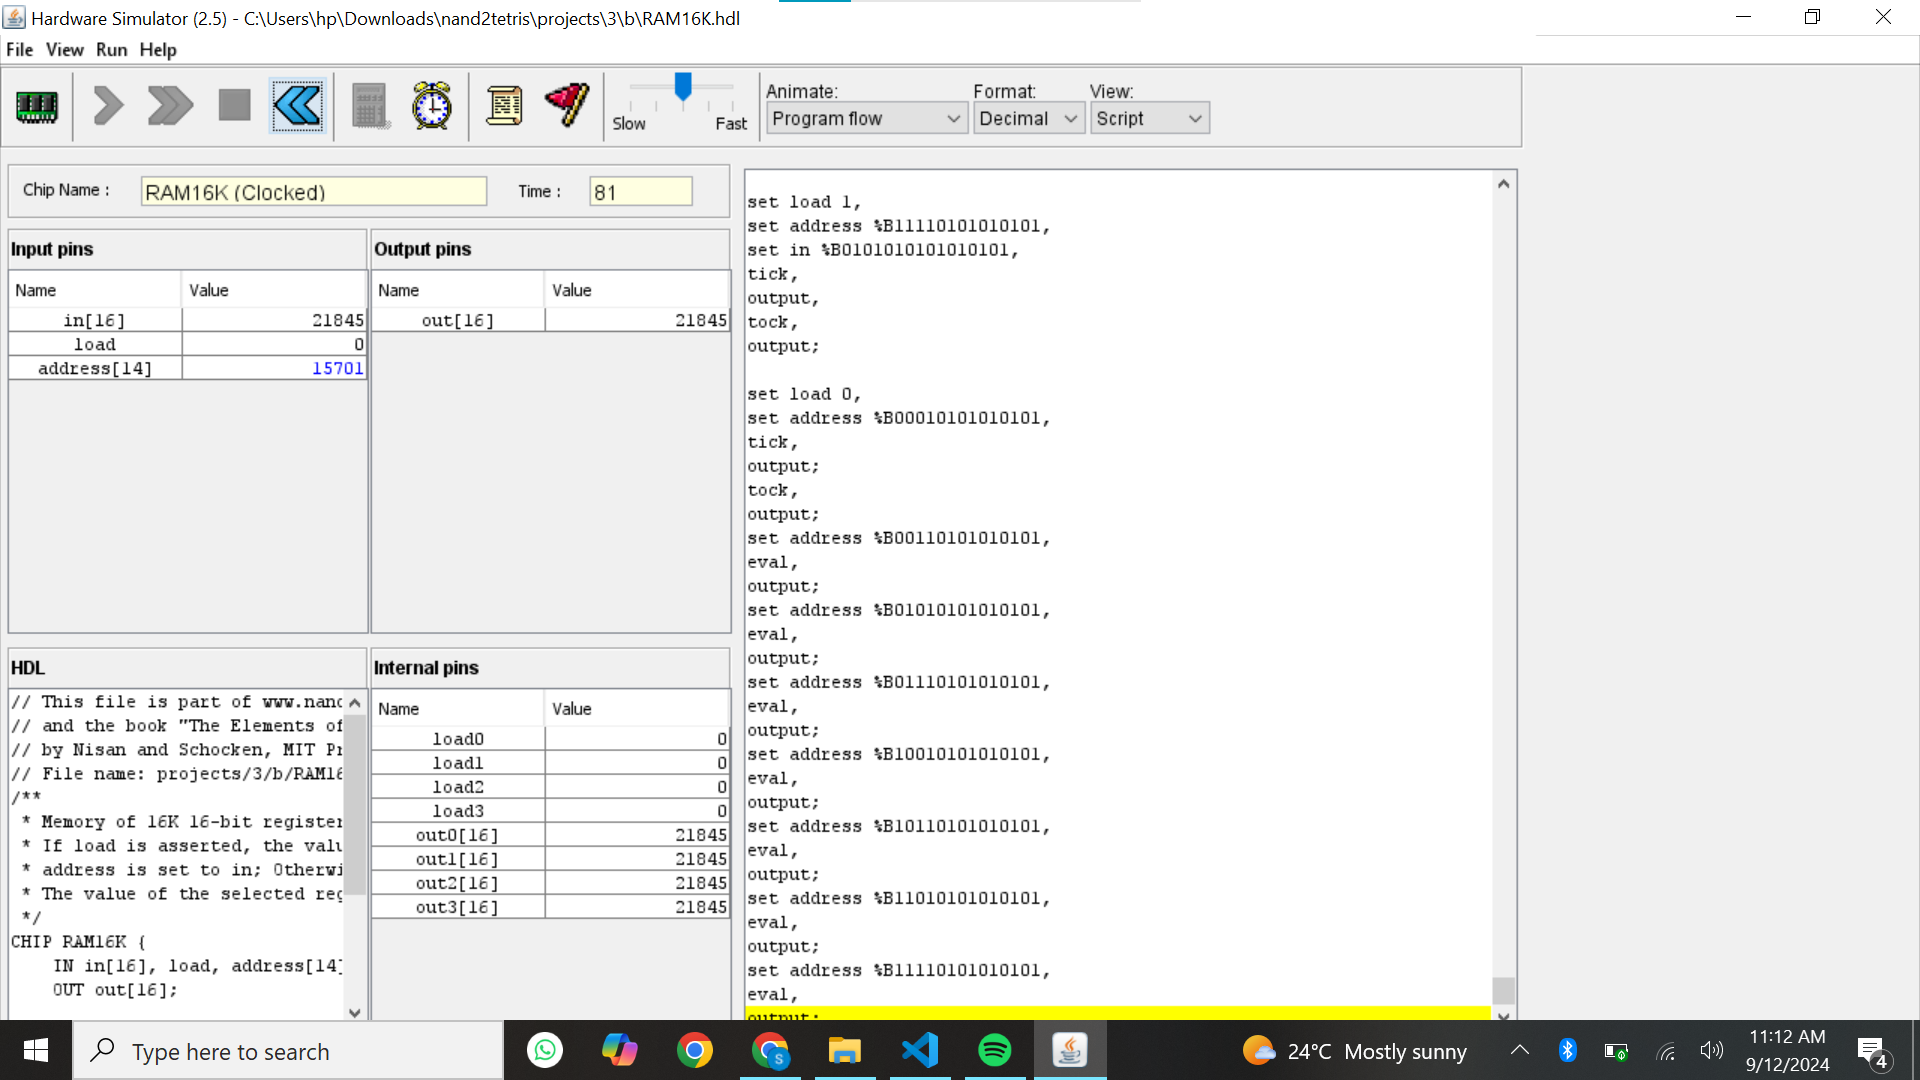 Hardware Simulator (2.5) - C:\Users\hp\Downloads\nand2tetris\projects\3\b\RAM16K.hdl
File View Run Help
Slow Fast
Animate:
Program flow
Format:
Decimal
View:
Script
Chip Name :
RAM16K (Clocked)
Time :
81
Input pins
Name Value
in[16] 21845
load 0
address[14] 15701
Output pins
Name Value
out[16] 21845
HDL
// This file is part of www.nand
// and the book "The Elements of
// by Nisan and Schocken, MIT Pr
// File name: projects/3/b/RAM16
/**
* Memory of 16K 16-bit register
* If load is asserted, the valu
* address is set to in; Otherwi
* The value of the selected reg
*/
CHIP RAM16K {
IN in[16], load, address[14]
OUT out[16];
Internal pins
Name Value
load0 0
load1 0
load2 0
load3 0
out0[16] 21845
out1[16] 21845
out2[16] 21845
out3[16] 21845
set load 1,
set address %B11110101010101,
set in %B0101010101010101,
tick,
output,
tock,
output;
set load 0,
set address %B00010101010101,
tick,
output;
tock,
output;
set address %B00110101010101,
eval,
output;
set address %B01010101010101,
eval,
output;
set address %B01110101010101,
eval,
output;
set address %B10010101010101,
eval,
output;
set address %B10110101010101,
eval,
output;
set address %B11010101010101,
eval,
output;
set address %B11110101010101,
eval,
output;
Type here to search
S
24°C Mostly sunny
11:12 AM
9/12/2024
4